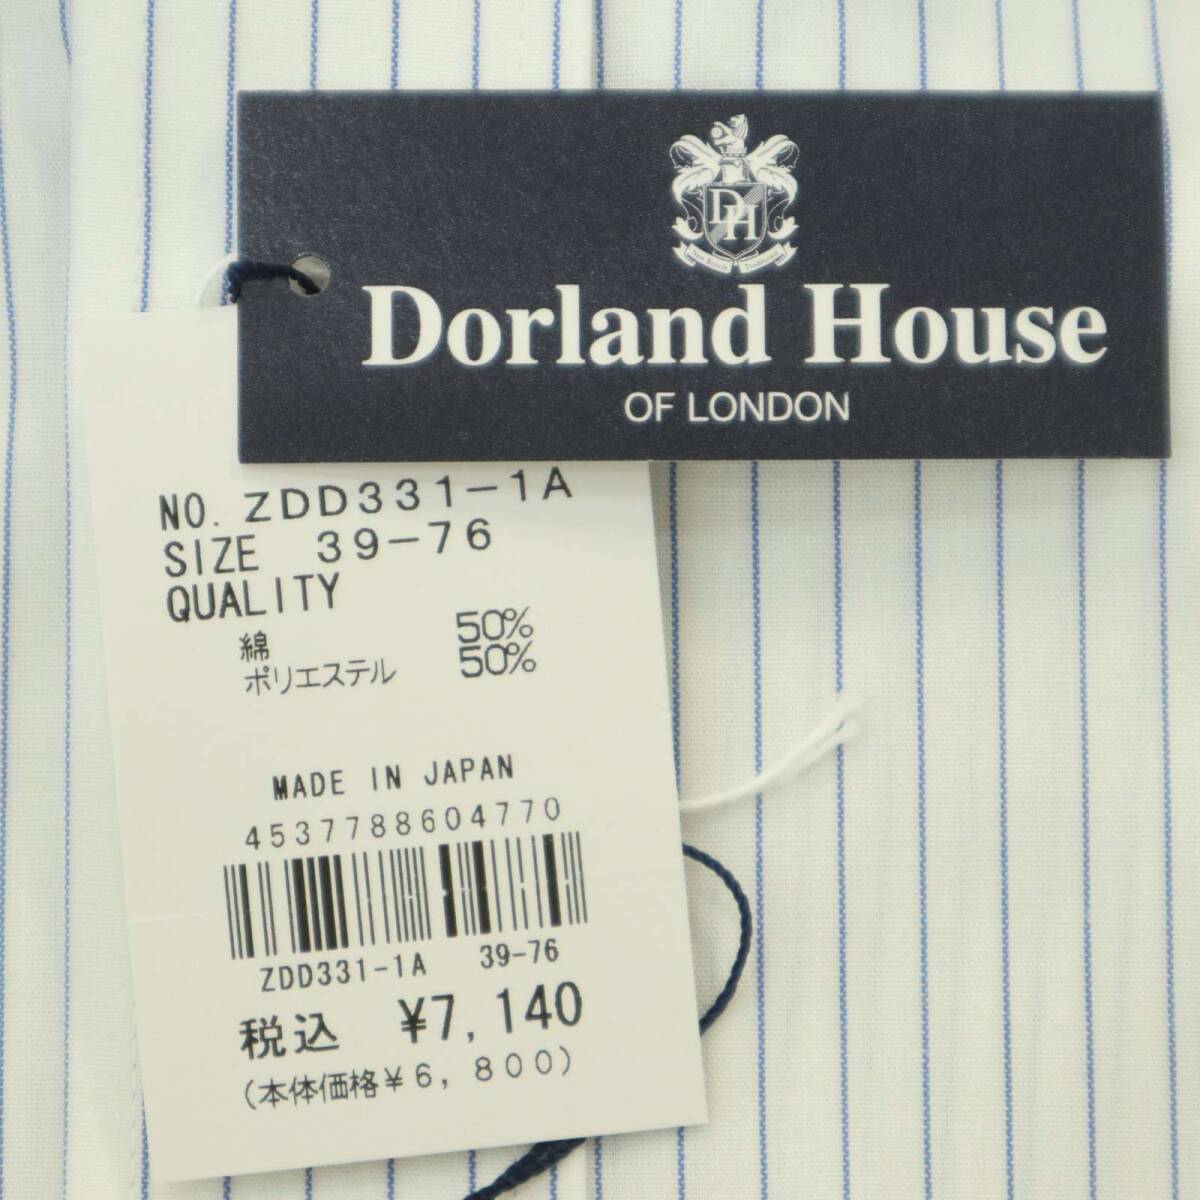 DH
Dorland House
OF LONDON
NO. ZDD331-1A
SIZE 39-76
QUALITY
綿 50%
ポリエステル 50%
MADE IN JAPAN
4537788604770
ZDD331-1A 39-76
税込 ¥7,140
(本体価格¥6,800)